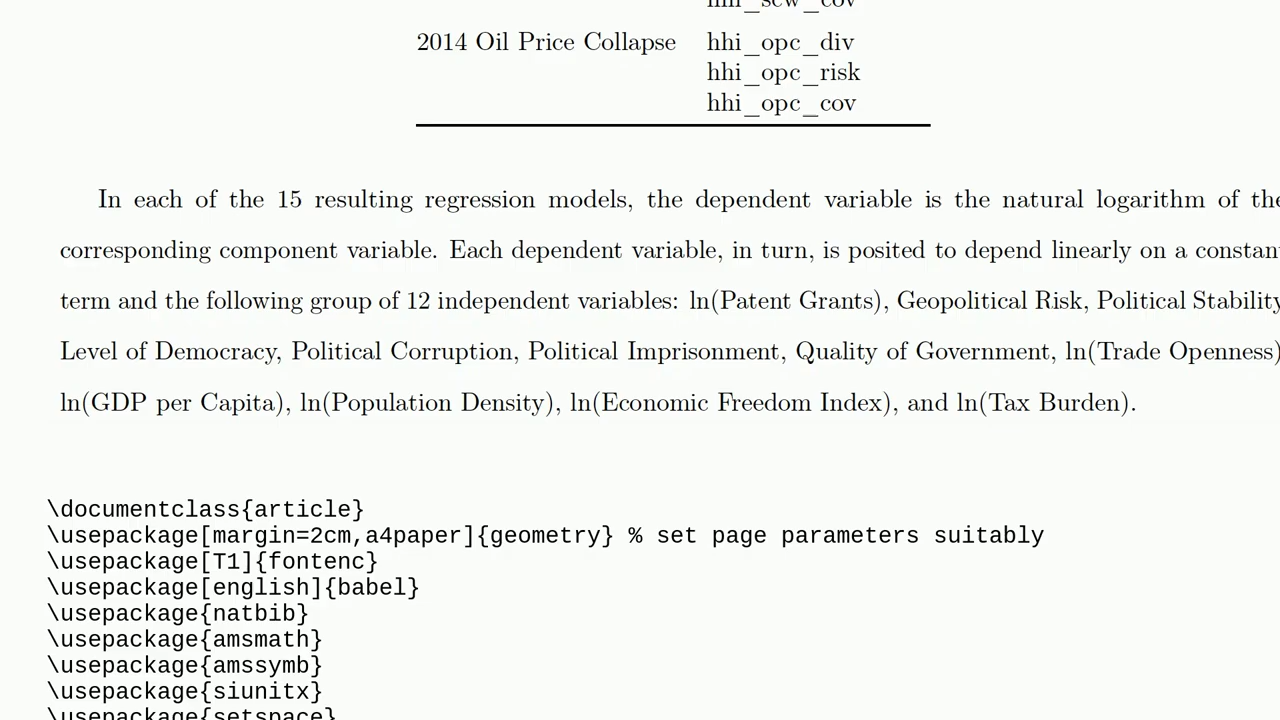 hhi_scw_cov
2014 Oil Price Collapse hhi_opc_div
hhi_opc_risk
hhi_opc_cov
In each of the 15 resulting regression models, the dependent variable is the natural logarithm of the
corresponding component variable. Each dependent variable, in turn, is posited to depend linearly on a constan
term and the following group of 12 independent variables: ln(Patent Grants), Geopolitical Risk, Political Stability
Level of Democracy, Political Corruption, Political Imprisonment, Quality of Government, ln(Trade Openness)
ln(GDP per Capita), ln(Population Density), ln(Economic Freedom Index), and ln(Tax Burden).
\documentclass{article}
\usepackage[margin=2cm,a4paper]{geometry} % set page parameters suitably
\usepackage[T1]{fontenc}
\usepackage[english]{babel}
\usepackage{natbib}
\usepackage{amsmath}
\usepackage{amssymb}
\usepackage{siunitx}
\usepackage{setspace}